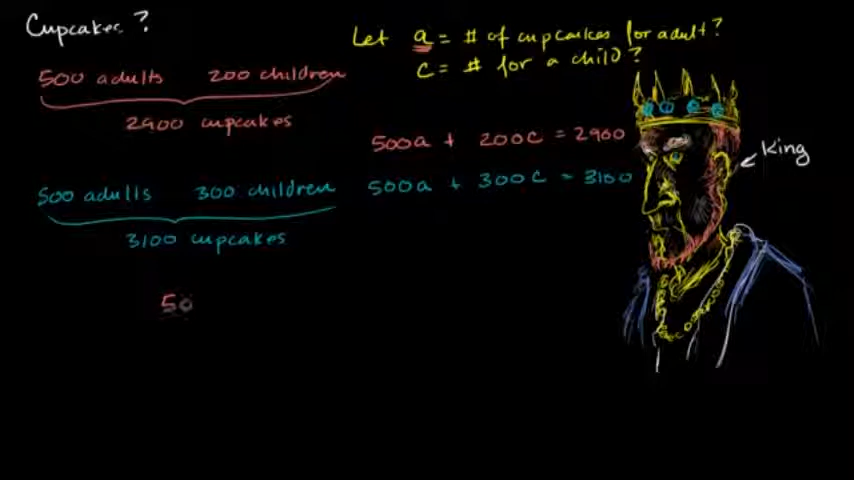 Cupcakes?
Let a = # of cupcakes for adult?
c = # for a child?
500 adults 200 children
2900 cupcakes
500a + 200c = 2900
King
500 adults 300 children
500a + 300c = 3100
3100 cupcakes
50